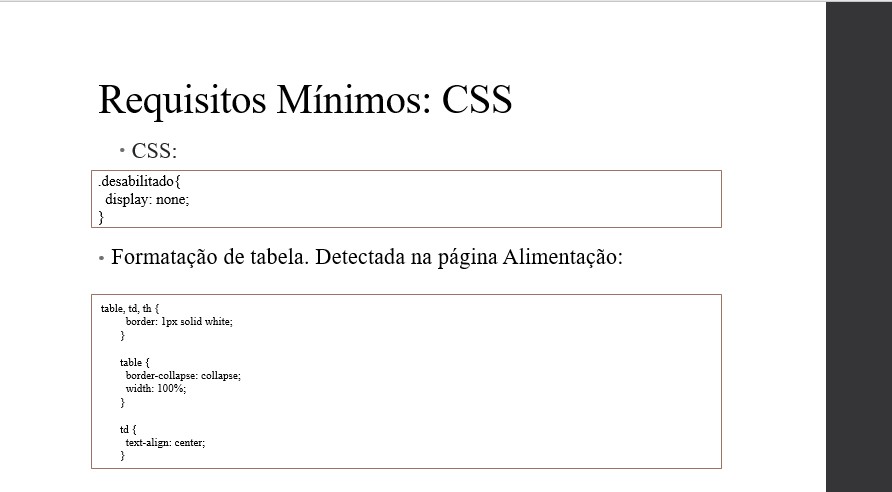 Requisitos Mínimos: CSS
• CSS:
.desabilitado{
display: none;
}
• Formatação de tabela. Detectada na página Alimentação:
table, td, th {
border: 1px solid white;
}
table {
border-collapse: collapse;
width: 100%;
}
td {
text-align: center;
}